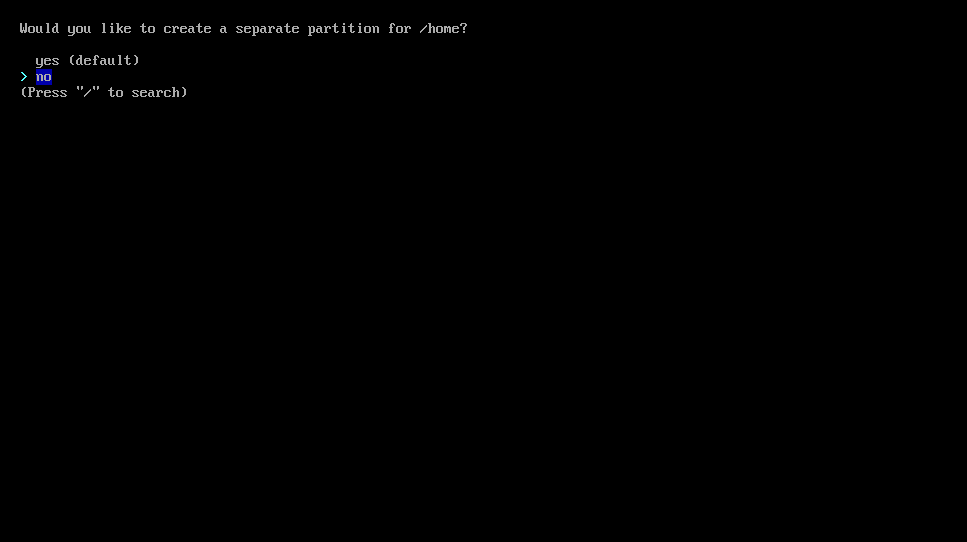 Would you like to create a separate partition for /home?
yes (default)
> no
(Press "/" to search)